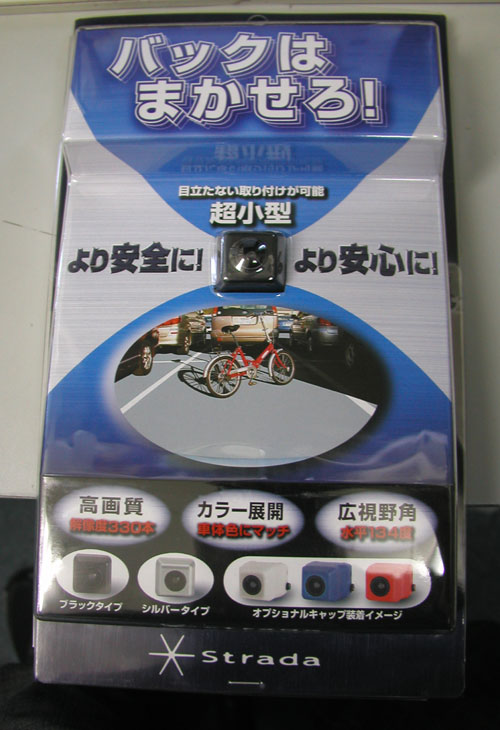 バックは
まかせろ!
目立たない取り付けが可能
超小型
より安全に!
より安心に!
高画質
解像度330本
カラー展開
車体色にマッチ
広視野角
水平134度
ブラックタイプ
シルバータイプ
オプショナルキャップ装着イメージ
Strada